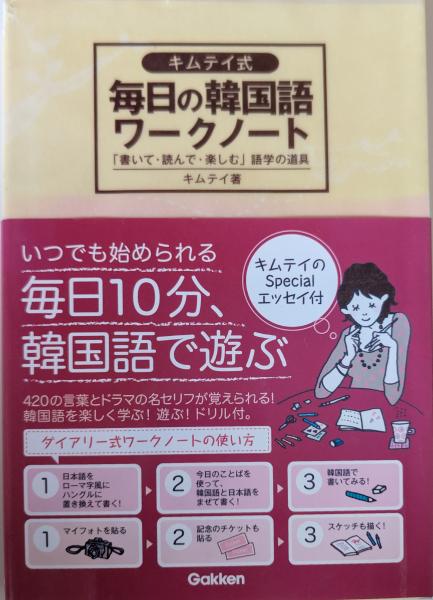 キムテイ式
毎日の韓国語
ワークノート
「書いて・読んで・楽しむ」語学の道具
キムテイ著
いつでも始められる
毎日10分、
韓国語で遊ぶ
キムテイの
Special
エッセイ付
420の言葉とドラマの名セリフが覚えられる!
韓国語を楽しく学ぶ! 遊ぶ! ドリル付。
ダイアリー式ワークノートの使い方
1
日本語を
ローマ字風に
ハングルに
置き換えて書く!
2
今日のことばを
使って、
韓国語と日本語を
まぜて書く!
3
韓国語で
書いてみる!
1
マイフォトを貼る
2
記念のチケットも
貼る
3
スケッチも描く!
Gakken